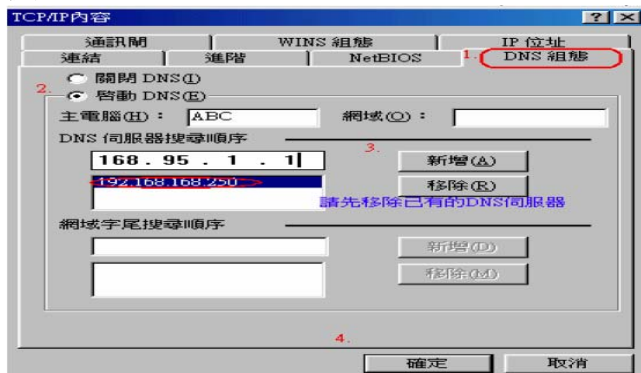 TCP/IP內容
通訊閘 WINS 組態 IP 位址
連結 進階 NetBIOS 1. DNS 組態
關閉 DNS(I)
2. 啟動 DNS(E)
主電腦(H)： ABC 網域(O)：
DNS 伺服器搜尋順序
168 . 95 . 1 . 1 3. 新增(A)
192.168.168.250 移除(R)
請先移除已有的DNS伺服器
網域字尾搜尋順序
新增(D)
移除(M)
4.
確定 取消